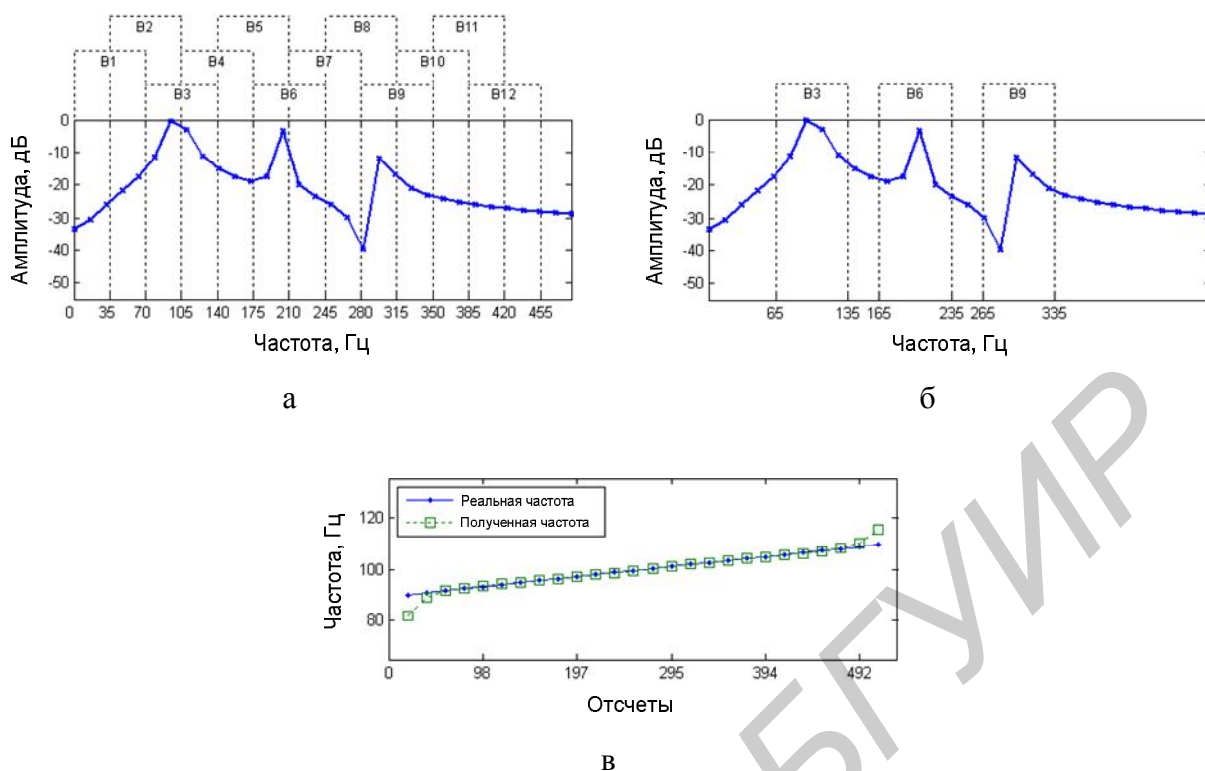 B2 B5 B8 B11
B1 B4 B7 B10
B3 B6 B9 B12
Амплитуда, дБ
0
-10
-20
-30
-40
-50
0 35 70 105 140 175 210 245 280 315 350 385 420 455
Частота, Гц
а
B3 B6 B9
Амплитуда, дБ
0
-10
-20
-30
-40
-50
65 135 165 235 265 335
Частота, Гц
б
Реальная частота
Полученная частота
Частота, Гц
120
100
80
0 98 197 295 394 492
Отсчеты
в
БГУИР